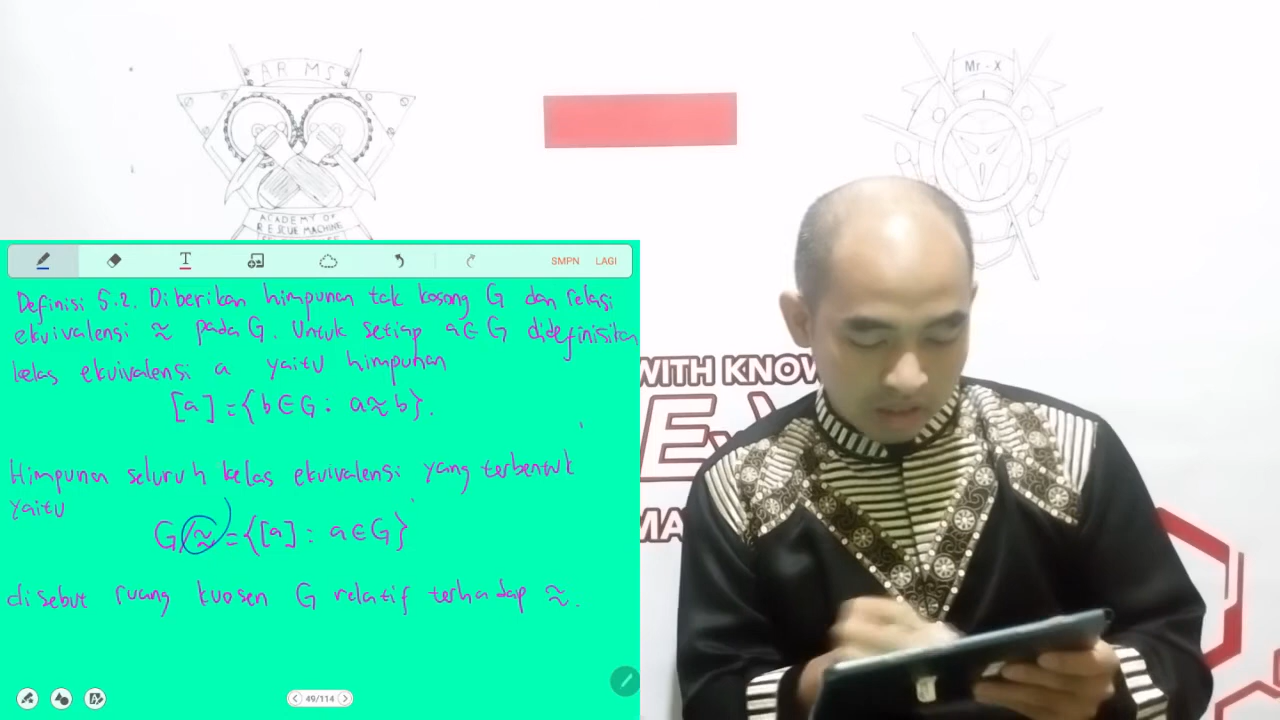 AR MS
ACADEMY OF
RESCUE MACHINE
Mr - X
WITH KNOW
SMPN LAGI
Definisi 5.2. Diberikan himpunan tak kosong G dan relasi
ekuivalensi ≈ pada G. Untuk setiap a ∈ G didefinisikan
kelas ekuivalensi a yaitu himpunan
[a] = {b ∈ G : a ≈ b}.
Himpunan seluruh kelas ekuivalensi yang terbentuk
yaitu
G/≈ = {[a] : a ∈ G}
disebut ruang kuosen G relatif terhadap ≈.
49/114